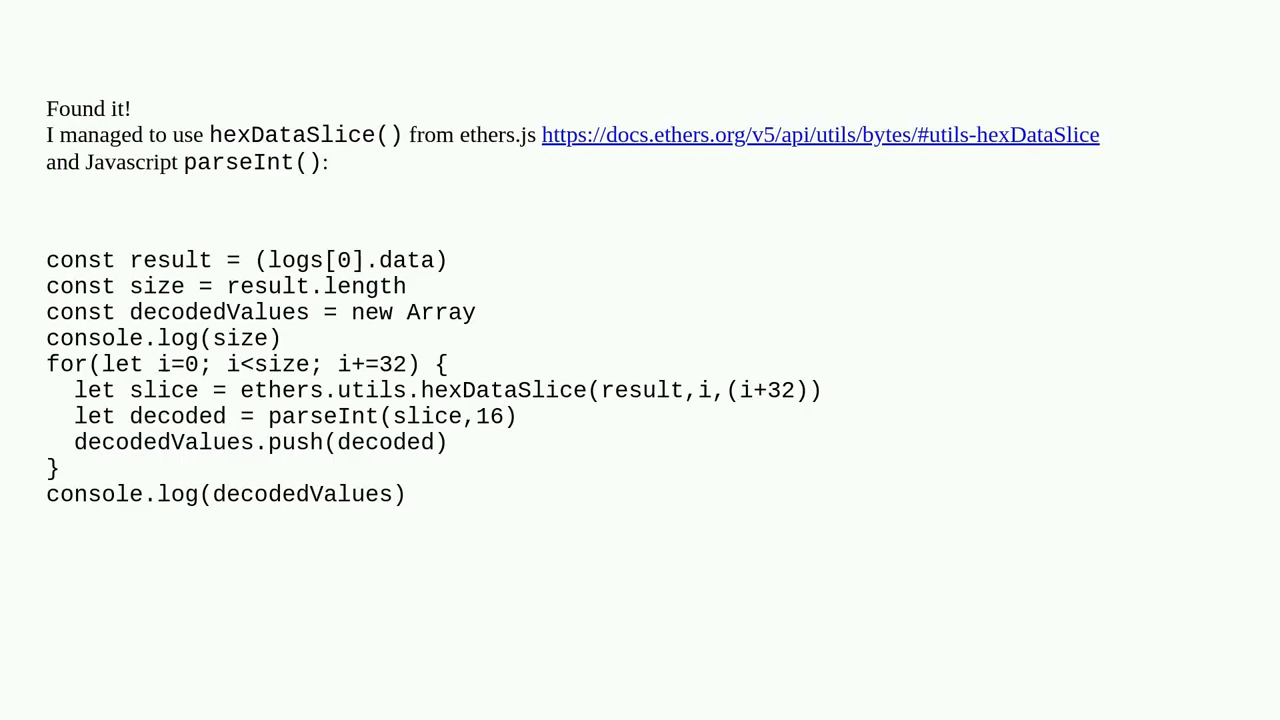 Found it!
I managed to use hexDataSlice() from ethers.js https://docs.ethers.org/v5/api/utils/bytes/#utils-hexDataSlice
and Javascript parseInt():
const result = (logs[0].data)
const size = result.length
const decodedValues = new Array
console.log(size)
for(let i=0; i<size; i+=32) {
  let slice = ethers.utils.hexDataSlice(result,i,(i+32))
  let decoded = parseInt(slice,16)
  decodedValues.push(decoded)
}
console.log(decodedValues)